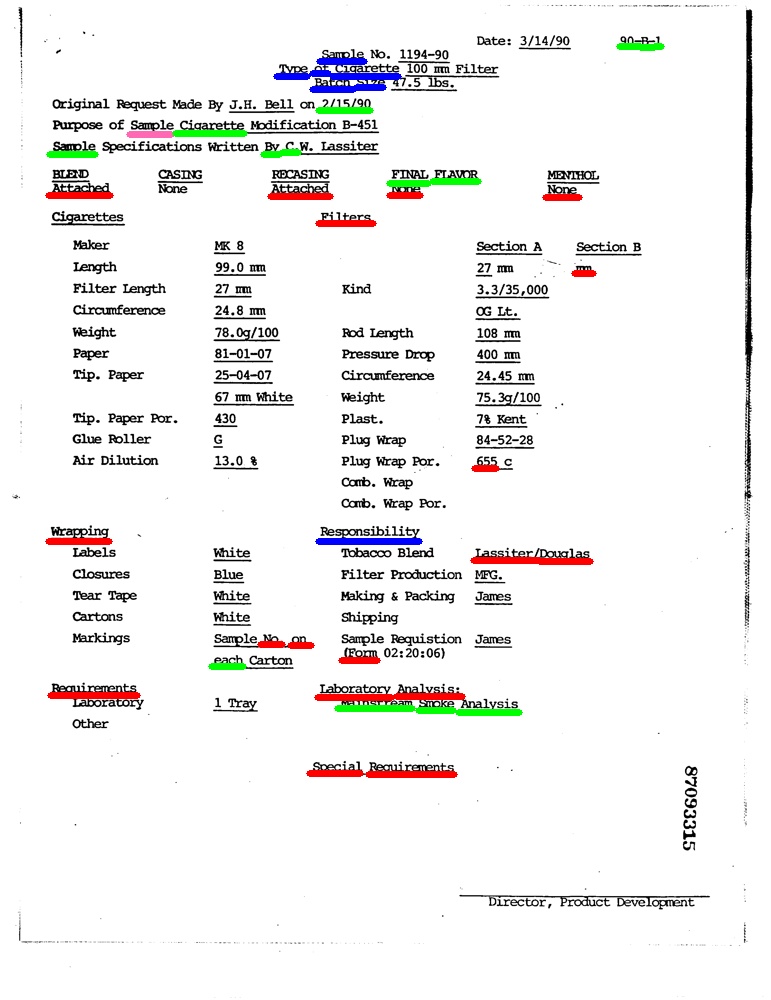 Date: 3/14/90 90-B-1
Sample No. 1194-90
Type of Cigarette 100 mm Filter
Batch Size 47.5 lbs.
Original Request Made By J.H. Bell on 2/15/90
Purpose of Sample Cigarette Modification B-451
Sample Specifications Written By C.W. Lassiter
BLEND CASING RECASING FINAL FLAVOR MENTHOL
Attached None Attached None None
Cigarettes Filters
Maker MK 8 Section A Section B
Length 99.0 mm 27 mm mm
Filter Length 27 mm Kind 3.3/35,000
Circumference 24.8 mm OG Lt.
Weight 78.0g/100 Rod Length 108 mm
Paper 81-01-07 Pressure Drop 400 mm
Tip. Paper 25-04-07 Circumference 24.45 mm
67 mm White Weight 75.3g/100
Tip. Paper Por. 430 Plast. 7% Kent
Glue Roller G Plug Wrap 84-52-28
Air Dilution 13.0 % Plug Wrap Por. 655 c
Comb. Wrap
Comb. Wrap Por.
Wrapping Responsibility
Labels White Tobacco Blend Lassiter/Douglas
Closures Blue Filter Production MFG.
Tear Tape White Making & Packing James
Cartons White Shipping
Markings Sample No. on Sample Requistion James
each Carton (Form 02:20:06)
Requirements Laboratory Analysis:
Laboratory 1 Tray Mainstream Smoke Analysis
Other
Special Requirements
87093315
Director, Product Development